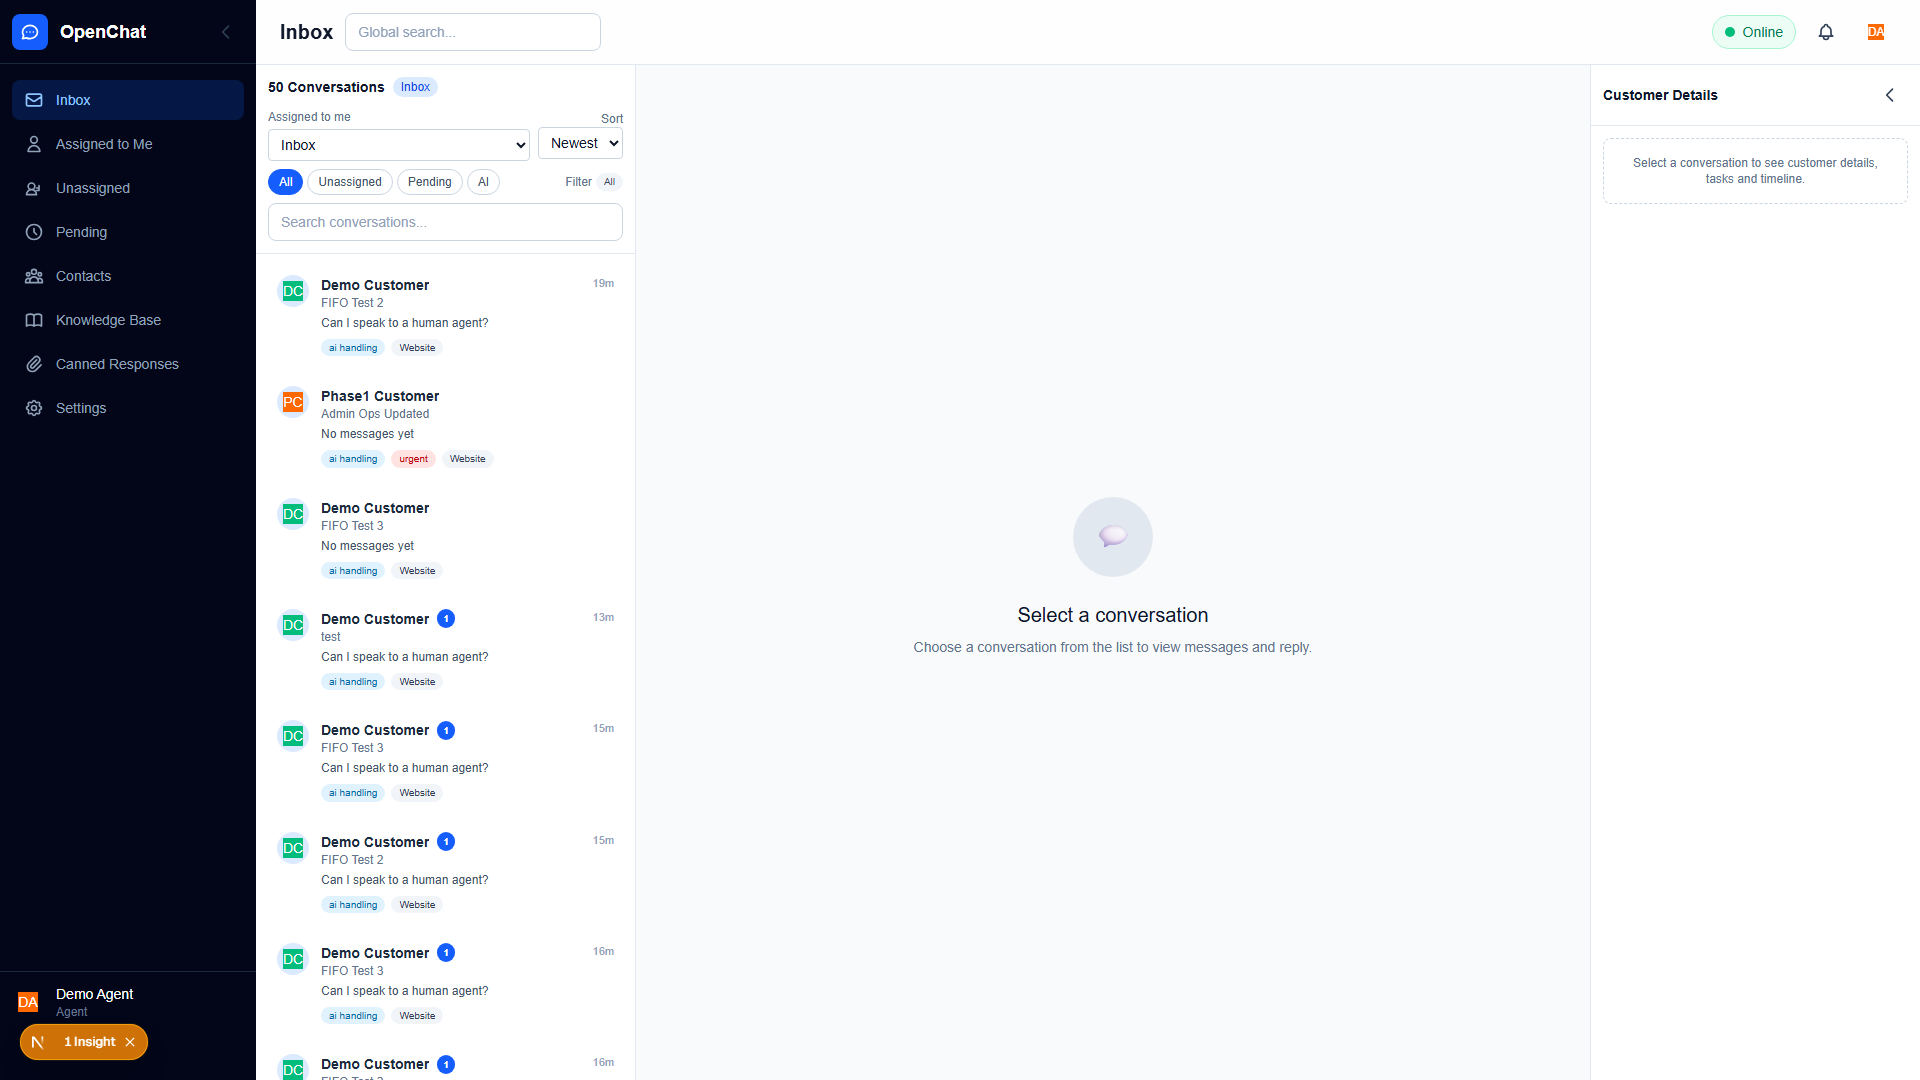 OpenChat
Inbox
Assigned to Me
Unassigned
Pending
Contacts
Knowledge Base
Canned Responses
Settings
DA
Demo Agent
Agent
N
1 Insight
Inbox
Global search...
Online
DA
50 Conversations
Inbox
Assigned to me
Sort
Inbox
Newest
All
Unassigned
Pending
AI
Filter
All
Search conversations...
DC
Demo Customer
19m
FIFO Test 2
Can I speak to a human agent?
ai handling
Website
PC
Phase1 Customer
Admin Ops Updated
No messages yet
ai handling
urgent
Website
DC
Demo Customer
FIFO Test 3
No messages yet
ai handling
Website
DC
Demo Customer
1
13m
test
Can I speak to a human agent?
ai handling
Website
DC
Demo Customer
1
15m
FIFO Test 3
Can I speak to a human agent?
ai handling
Website
DC
Demo Customer
1
15m
FIFO Test 2
Can I speak to a human agent?
ai handling
Website
DC
Demo Customer
1
16m
FIFO Test 3
Can I speak to a human agent?
ai handling
Website
DC
Demo Customer
1
16m
FIFO Test
Select a conversation
Choose a conversation from the list to view messages and reply.
Customer Details
Select a conversation to see customer details,
tasks and timeline.